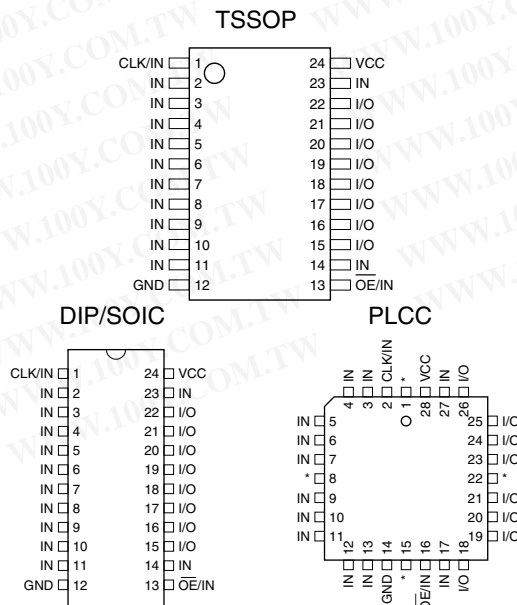 TSSOP
CLK/IN 1 24 VCC
IN 2 23 IN
IN 3 22 I/O
IN 4 21 I/O
IN 5 20 I/O
IN 6 19 I/O
IN 7 18 I/O
IN 8 17 I/O
IN 9 16 I/O
IN 10 15 I/O
IN 11 14 IN
GND 12 13 OE/IN
DIP/SOIC
CLK/IN 1 24 VCC
IN 2 23 IN
IN 3 22 I/O
IN 4 21 I/O
IN 5 20 I/O
IN 6 19 I/O
IN 7 18 I/O
IN 8 17 I/O
IN 9 16 I/O
IN 10 15 I/O
IN 11 14 IN
GND 12 13 OE/IN
PLCC
IN IN CLK/IN * VCC IN I/O
4 3 2 1 28 27 26
IN 5 25 I/O
IN 6 24 I/O
IN 7 23 I/O
* 8 22 *
IN 9 21 I/O
IN 10 20 I/O
IN 11 19 I/O
12 13 14 15 16 17 18
IN IN GND * OE/IN IN I/O
WWW.100Y.COM.TW